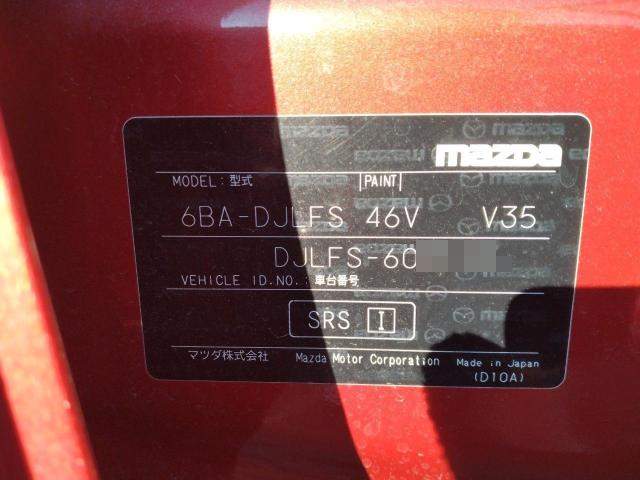 mazda
MODEL：型式 PAINT
6BA-DJLFS 46V V35
DJLFS-60
VEHICLE ID.NO.：車台番号
SRS I
マツダ株式会社 Mazda Motor Corporation Made in Japan
(D10A)